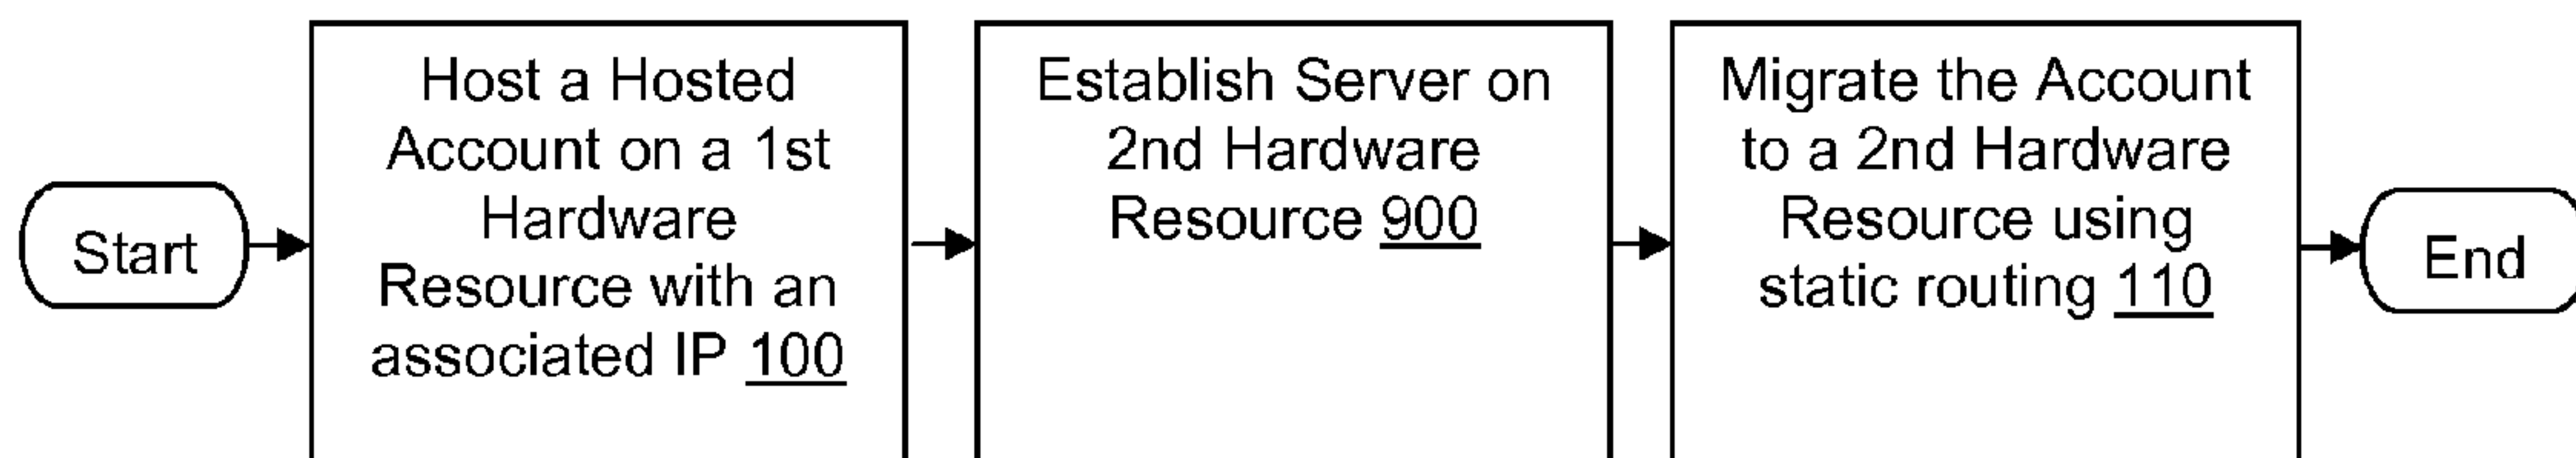 Start
Host a Hosted
Account on a 1st
Hardware
Resource with an
associated IP 100
Establish Server on
2nd Hardware
Resource 900
Migrate the Account
to a 2nd Hardware
Resource using
static routing 110
End